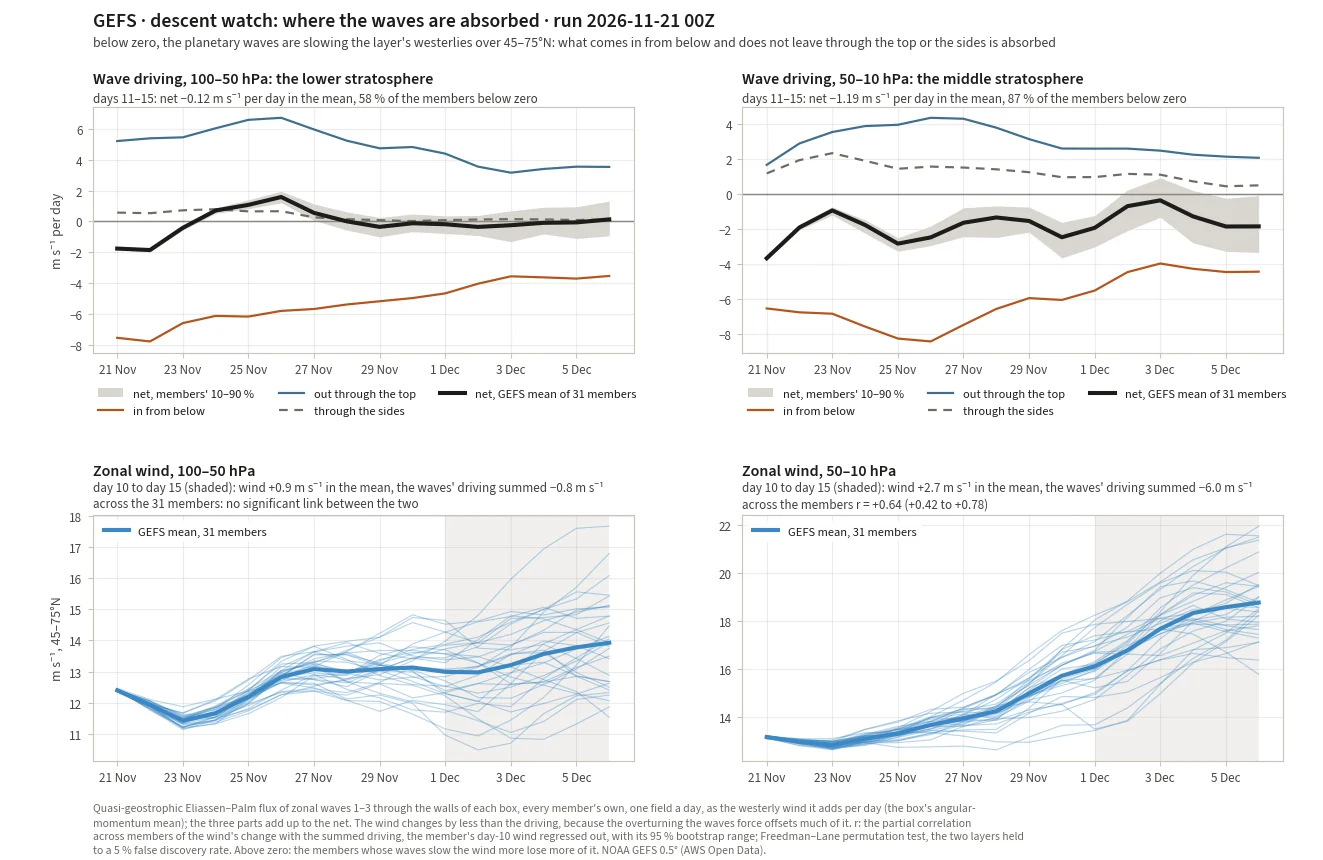 GEFS · descent watch: where the waves are absorbed · run 2026-11-21 00Z
below zero, the planetary waves are slowing the layer's westerlies over 45–75°N: what comes in from below and does not leave through the top or the sides is absorbed
Wave driving, 100–50 hPa: the lower stratosphere
days 11–15: net −0.12 m s⁻¹ per day in the mean, 58 % of the members below zero
m s⁻¹ per day
6
4
2
0
−2
−4
−6
−8
21 Nov
23 Nov
25 Nov
27 Nov
29 Nov
1 Dec
3 Dec
5 Dec
net, members' 10–90 %
out through the top
net, GEFS mean of 31 members
in from below
through the sides
Wave driving, 50–10 hPa: the middle stratosphere
days 11–15: net −1.19 m s⁻¹ per day in the mean, 87 % of the members below zero
4
2
0
−2
−4
−6
−8
21 Nov
23 Nov
25 Nov
27 Nov
29 Nov
1 Dec
3 Dec
5 Dec
net, members' 10–90 %
out through the top
net, GEFS mean of 31 members
in from below
through the sides
Zonal wind, 100–50 hPa
day 10 to day 15 (shaded): wind +0.9 m s⁻¹ in the mean, the waves' driving summed −0.8 m s⁻¹
across the 31 members: no significant link between the two
m s⁻¹, 45–75°N
GEFS mean, 31 members
18
17
16
15
14
13
12
11
21 Nov
23 Nov
25 Nov
27 Nov
29 Nov
1 Dec
3 Dec
5 Dec
Zonal wind, 50–10 hPa
day 10 to day 15 (shaded): wind +2.7 m s⁻¹ in the mean, the waves' driving summed −6.0 m s⁻¹
across the members r = +0.64 (+0.42 to +0.78)
GEFS mean, 31 members
22
20
18
16
14
21 Nov
23 Nov
25 Nov
27 Nov
29 Nov
1 Dec
3 Dec
5 Dec
Quasi-geostrophic Eliassen–Palm flux of zonal waves 1–3 through the walls of each box, every member's own, one field a day, as the westerly wind it adds per day (the box's angular-
momentum mean); the three parts add up to the net. The wind changes by less than the driving, because the overturning the waves force offsets much of it. r: the partial correlation
across members of the wind's change with the summed driving, the member's day-10 wind regressed out, with its 95 % bootstrap range; Freedman–Lane permutation test, the two layers held
to a 5 % false discovery rate. Above zero: the members whose waves slow the wind more lose more of it. NOAA GEFS 0.5° (AWS Open Data).